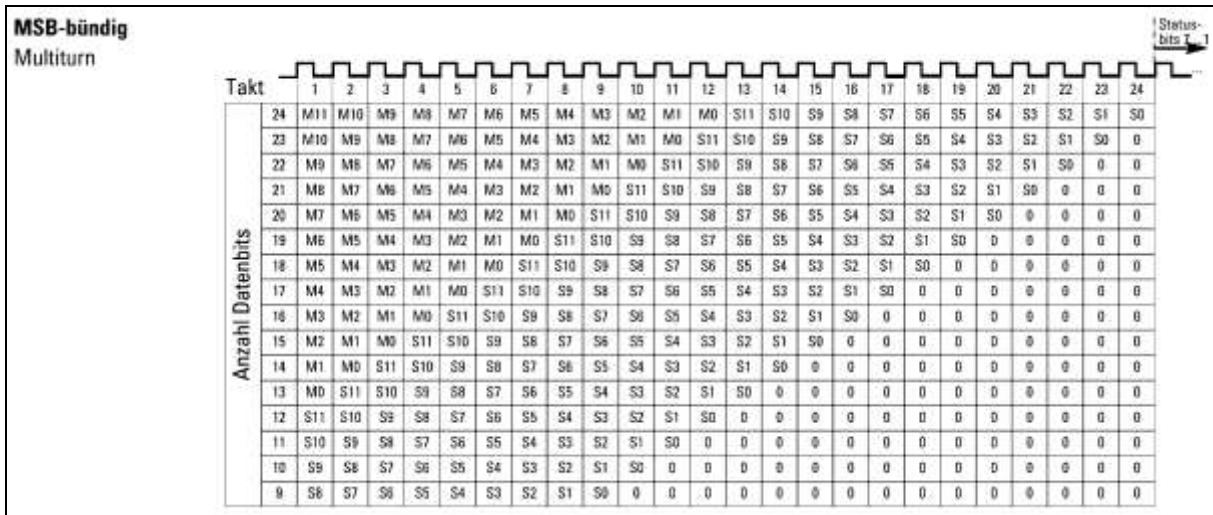 MSB-bündig
Multiturn
Status-
bits
Takt
1 2 3 4 5 6 7 8 9 10 11 12 13 14 15 16 17 18 19 20 21 22 23 24
Anzahl Datenbits
24 M11 M10 M9 M8 M7 M6 M5 M4 M3 M2 M1 M0 S11 S10 S9 S8 S7 S6 S5 S4 S3 S2 S1 S0
23 M10 M9 M8 M7 M6 M5 M4 M3 M2 M1 M0 S11 S10 S9 S8 S7 S6 S5 S4 S3 S2 S1 S0 0
22 M9 M8 M7 M6 M5 M4 M3 M2 M1 M0 S11 S10 S9 S8 S7 S6 S5 S4 S3 S2 S1 S0 0 0
21 M8 M7 M6 M5 M4 M3 M2 M1 M0 S11 S10 S9 S8 S7 S6 S5 S4 S3 S2 S1 S0 0 0 0
20 M7 M6 M5 M4 M3 M2 M1 M0 S11 S10 S9 S8 S7 S6 S5 S4 S3 S2 S1 S0 0 0 0 0
19 M6 M5 M4 M3 M2 M1 M0 S11 S10 S9 S8 S7 S6 S5 S4 S3 S2 S1 S0 0 0 0 0 0
18 M5 M4 M3 M2 M1 M0 S11 S10 S9 S8 S7 S6 S5 S4 S3 S2 S1 S0 0 0 0 0 0 0
17 M4 M3 M2 M1 M0 S11 S10 S9 S8 S7 S6 S5 S4 S3 S2 S1 S0 0 0 0 0 0 0 0
16 M3 M2 M1 M0 S11 S10 S9 S8 S7 S6 S5 S4 S3 S2 S1 S0 0 0 0 0 0 0 0 0
15 M2 M1 M0 S11 S10 S9 S8 S7 S6 S5 S4 S3 S2 S1 S0 0 0 0 0 0 0 0 0 0
14 M1 M0 S11 S10 S9 S8 S7 S6 S5 S4 S3 S2 S1 S0 0 0 0 0 0 0 0 0 0 0
13 M0 S11 S10 S9 S8 S7 S6 S5 S4 S3 S2 S1 S0 0 0 0 0 0 0 0 0 0 0 0
12 S11 S10 S9 S8 S7 S6 S5 S4 S3 S2 S1 S0 0 0 0 0 0 0 0 0 0 0 0 0
11 S10 S9 S8 S7 S6 S5 S4 S3 S2 S1 S0 0 0 0 0 0 0 0 0 0 0 0 0 0
10 S9 S8 S7 S6 S5 S4 S3 S2 S1 S0 0 0 0 0 0 0 0 0 0 0 0 0 0 0
9 S8 S7 S6 S5 S4 S3 S2 S1 S0 0 0 0 0 0 0 0 0 0 0 0 0 0 0 0